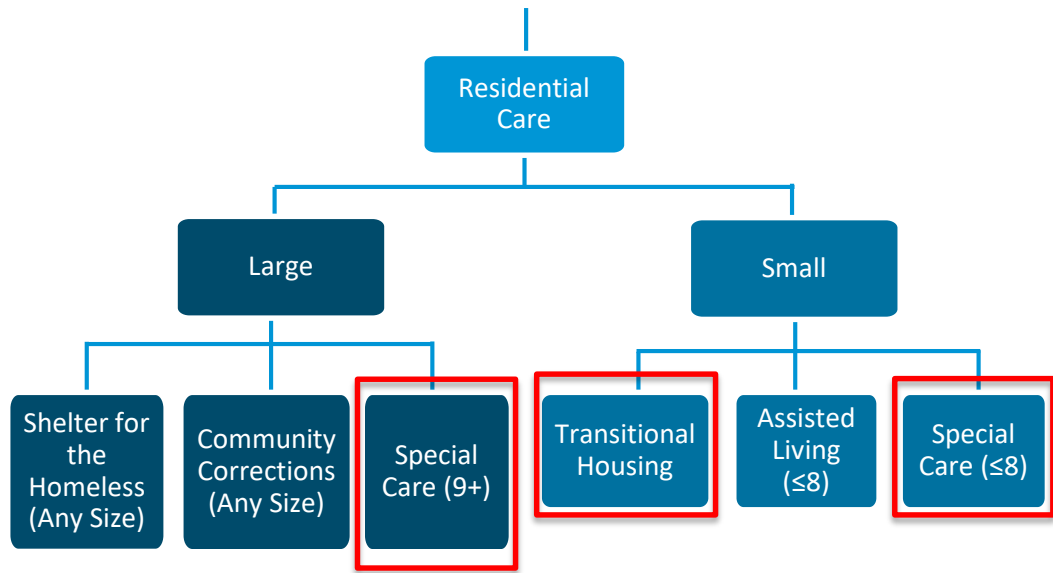 Residential
Care
Large
Small
Shelter for
the
Homeless
(Any Size)
Community
Corrections
(Any Size)
Special
Care (9+)
Transitional
Housing
Assisted
Living
(≤8)
Special
Care (≤8)